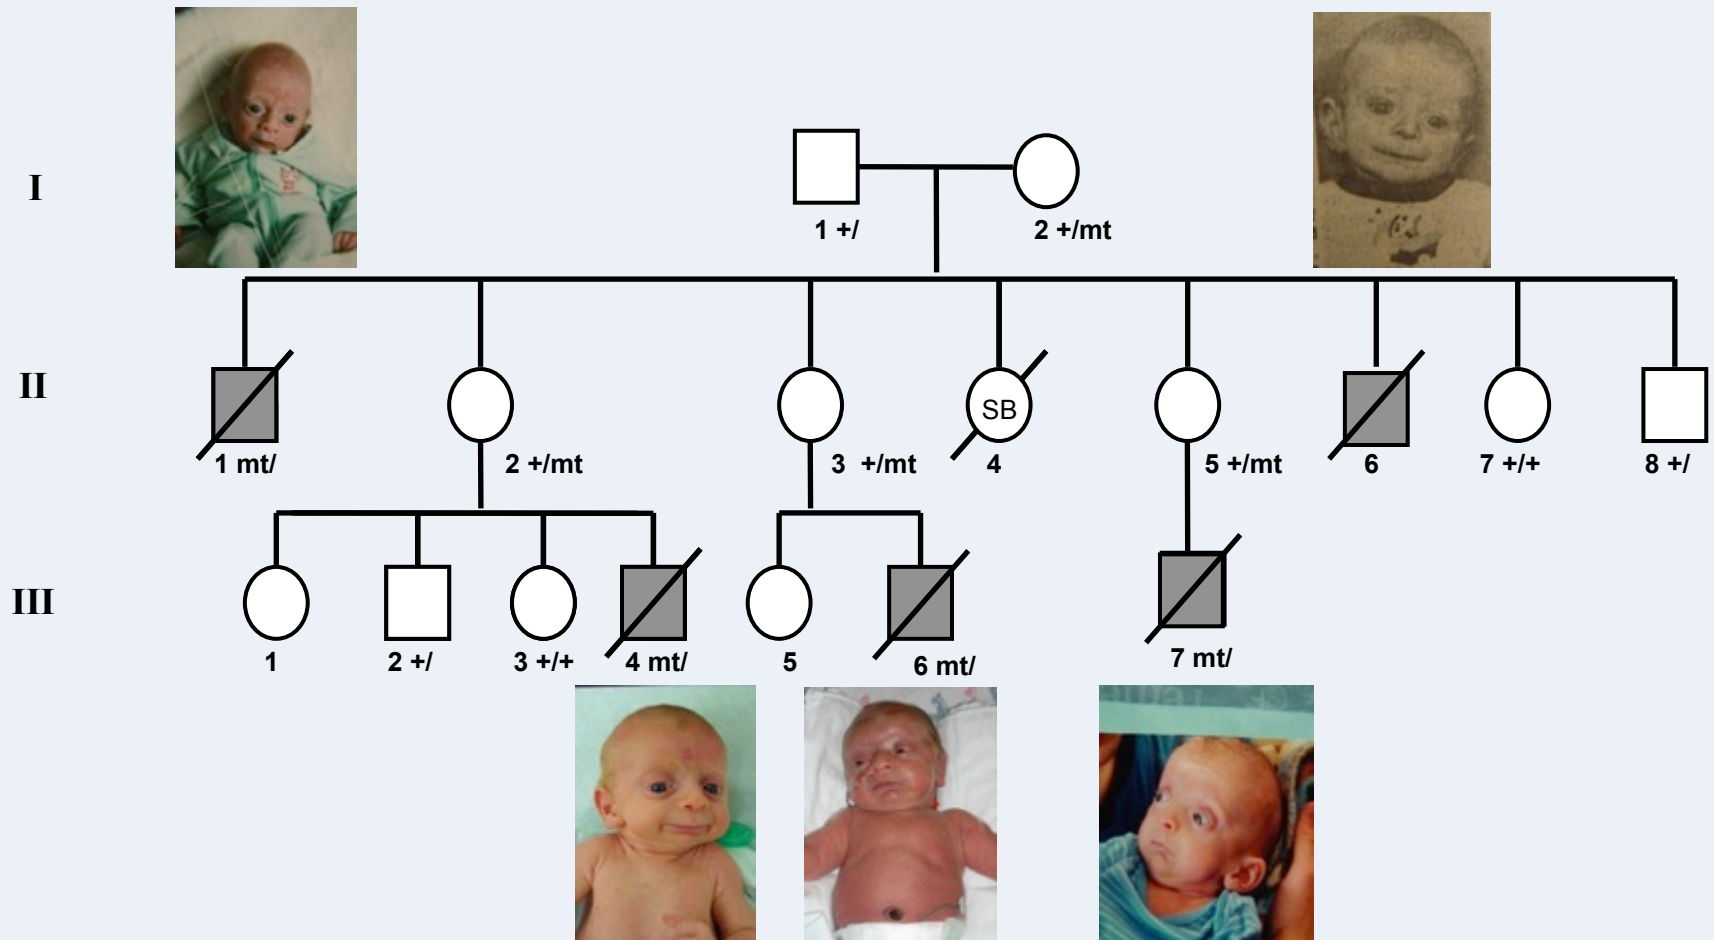 I
1 +/
2 +/mt
II
SB
1 mt/
2 +/mt
3 +/mt
4
5 +/mt
6
7 +/+
8 +/
III
1
2 +/
3 +/+
4 mt/
5
6 mt/
7 mt/